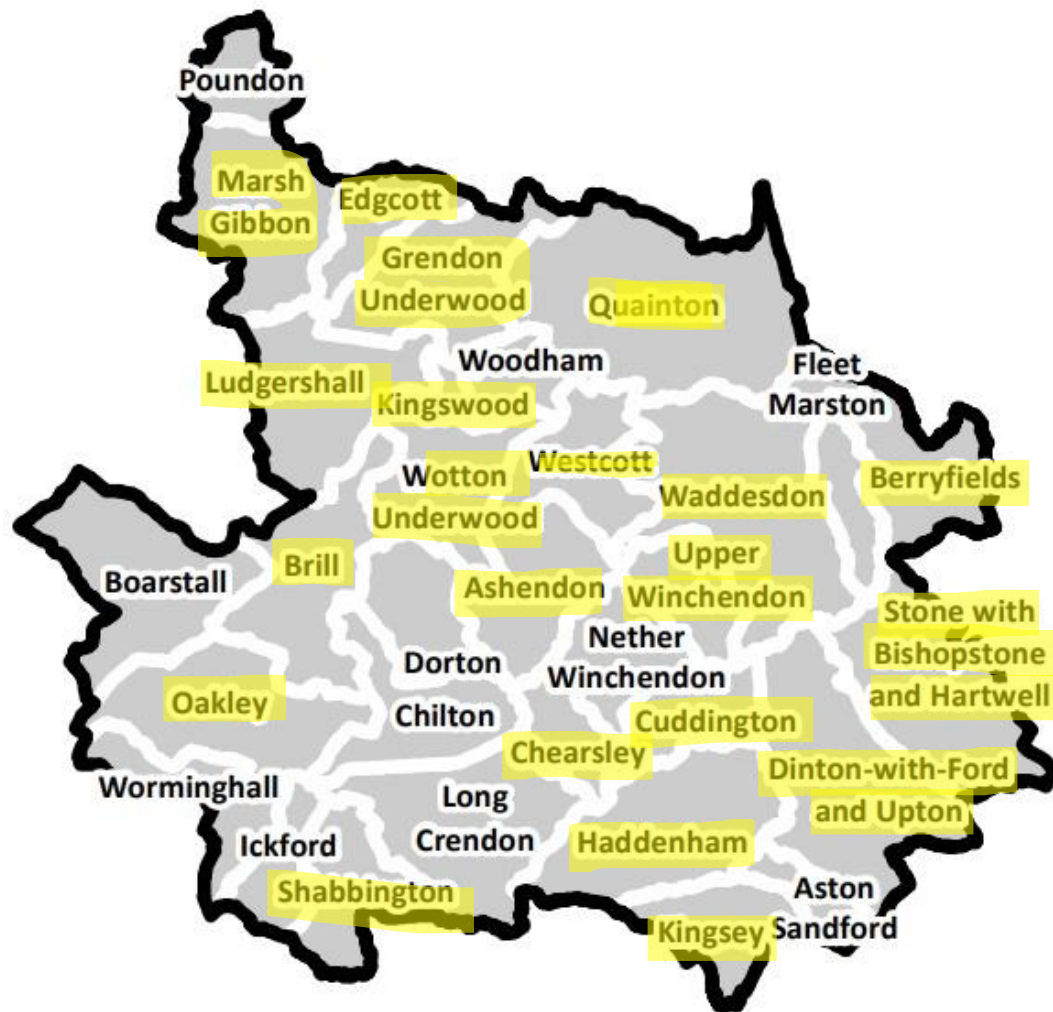 Poundon
Marsh
Gibbon
Edgcott
Grendon
Underwood
Quainton
Woodham
Fleet
Marston
Ludgershall
Kingswood
Wotton
Underwood
Westcott
Waddesdon
Berryfields
Brill
Boarstall
Ashendon
Upper
Winchendon
Stone with
Bishopstone
and Hartwell
Nether
Winchendon
Dorton
Oakley
Chilton
Cuddington
Chearsley
Dinton-with-Ford
and Upton
Worminghall
Long
Crendon
Ickford
Haddenham
Shabbington
Aston
Sandford
Kingsey